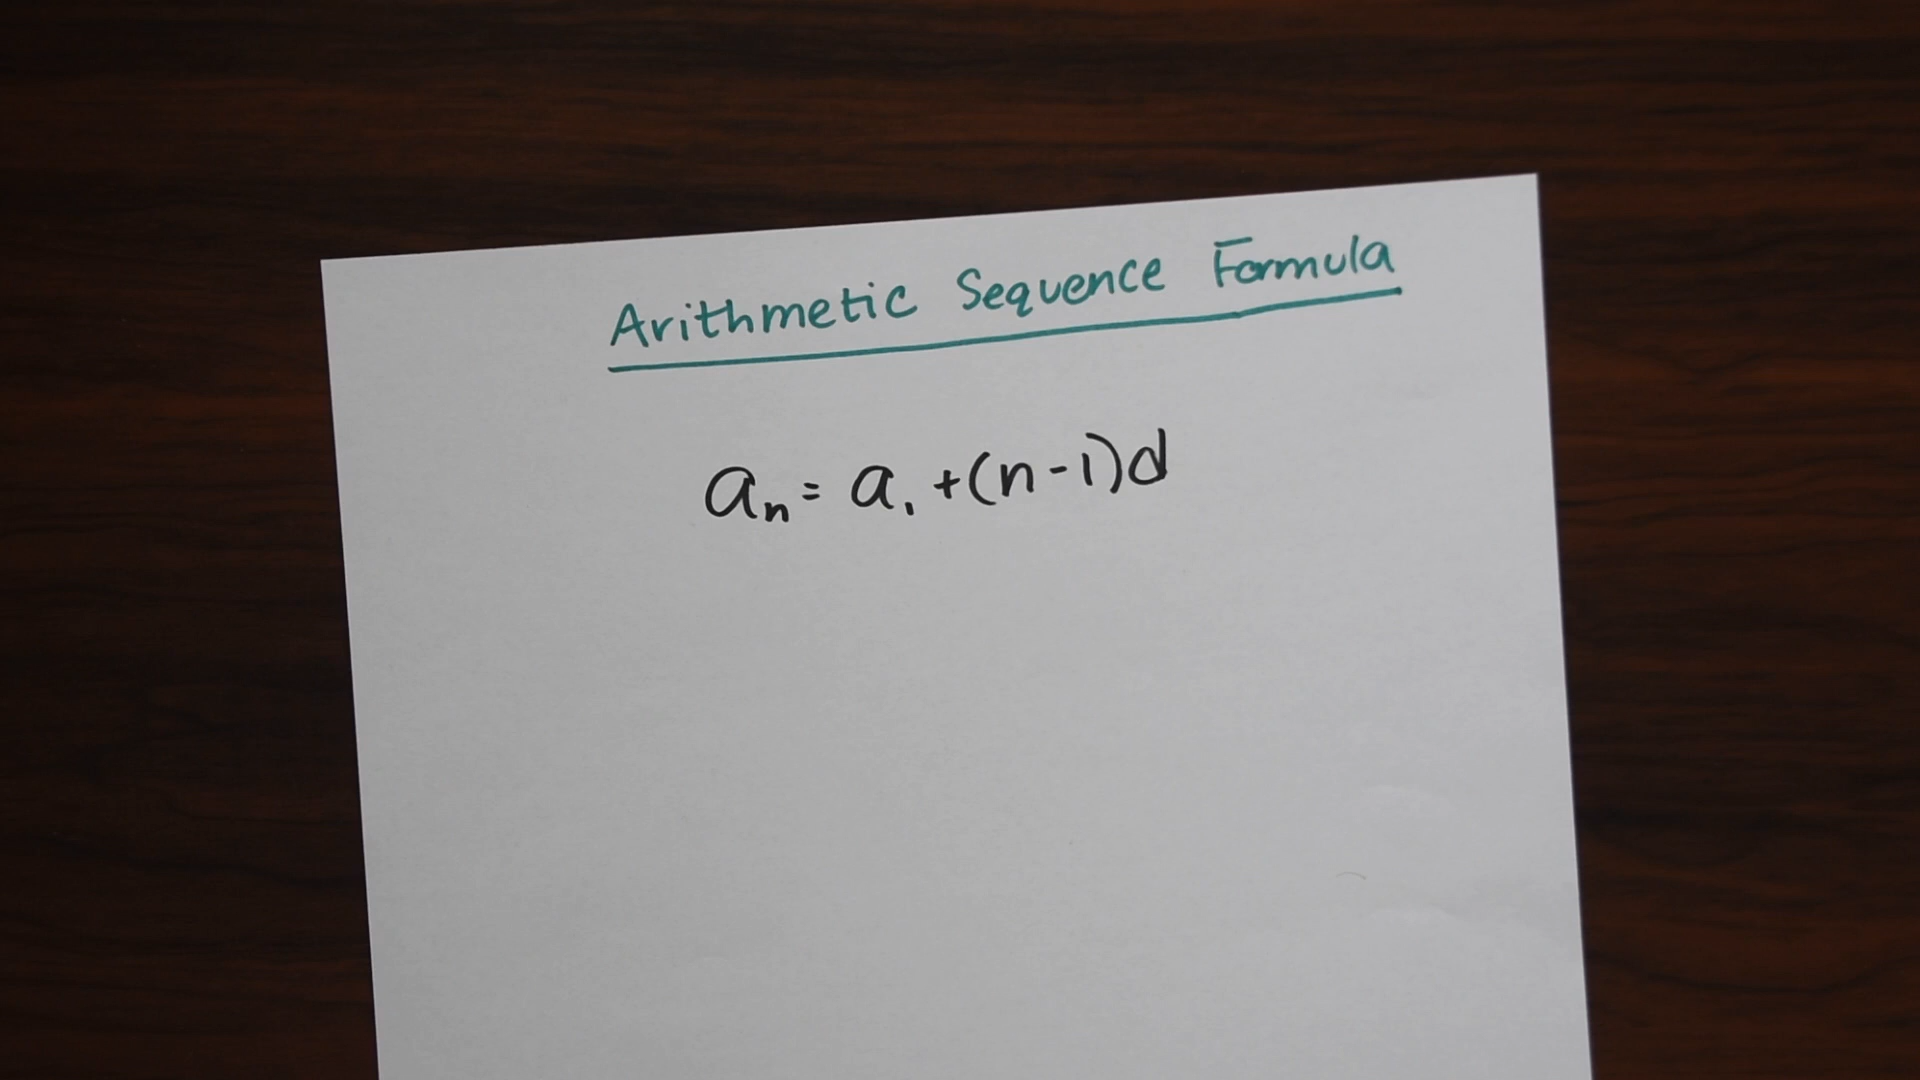 Arithmetic Sequence Formula
aₙ = a₁ + (n - 1)d